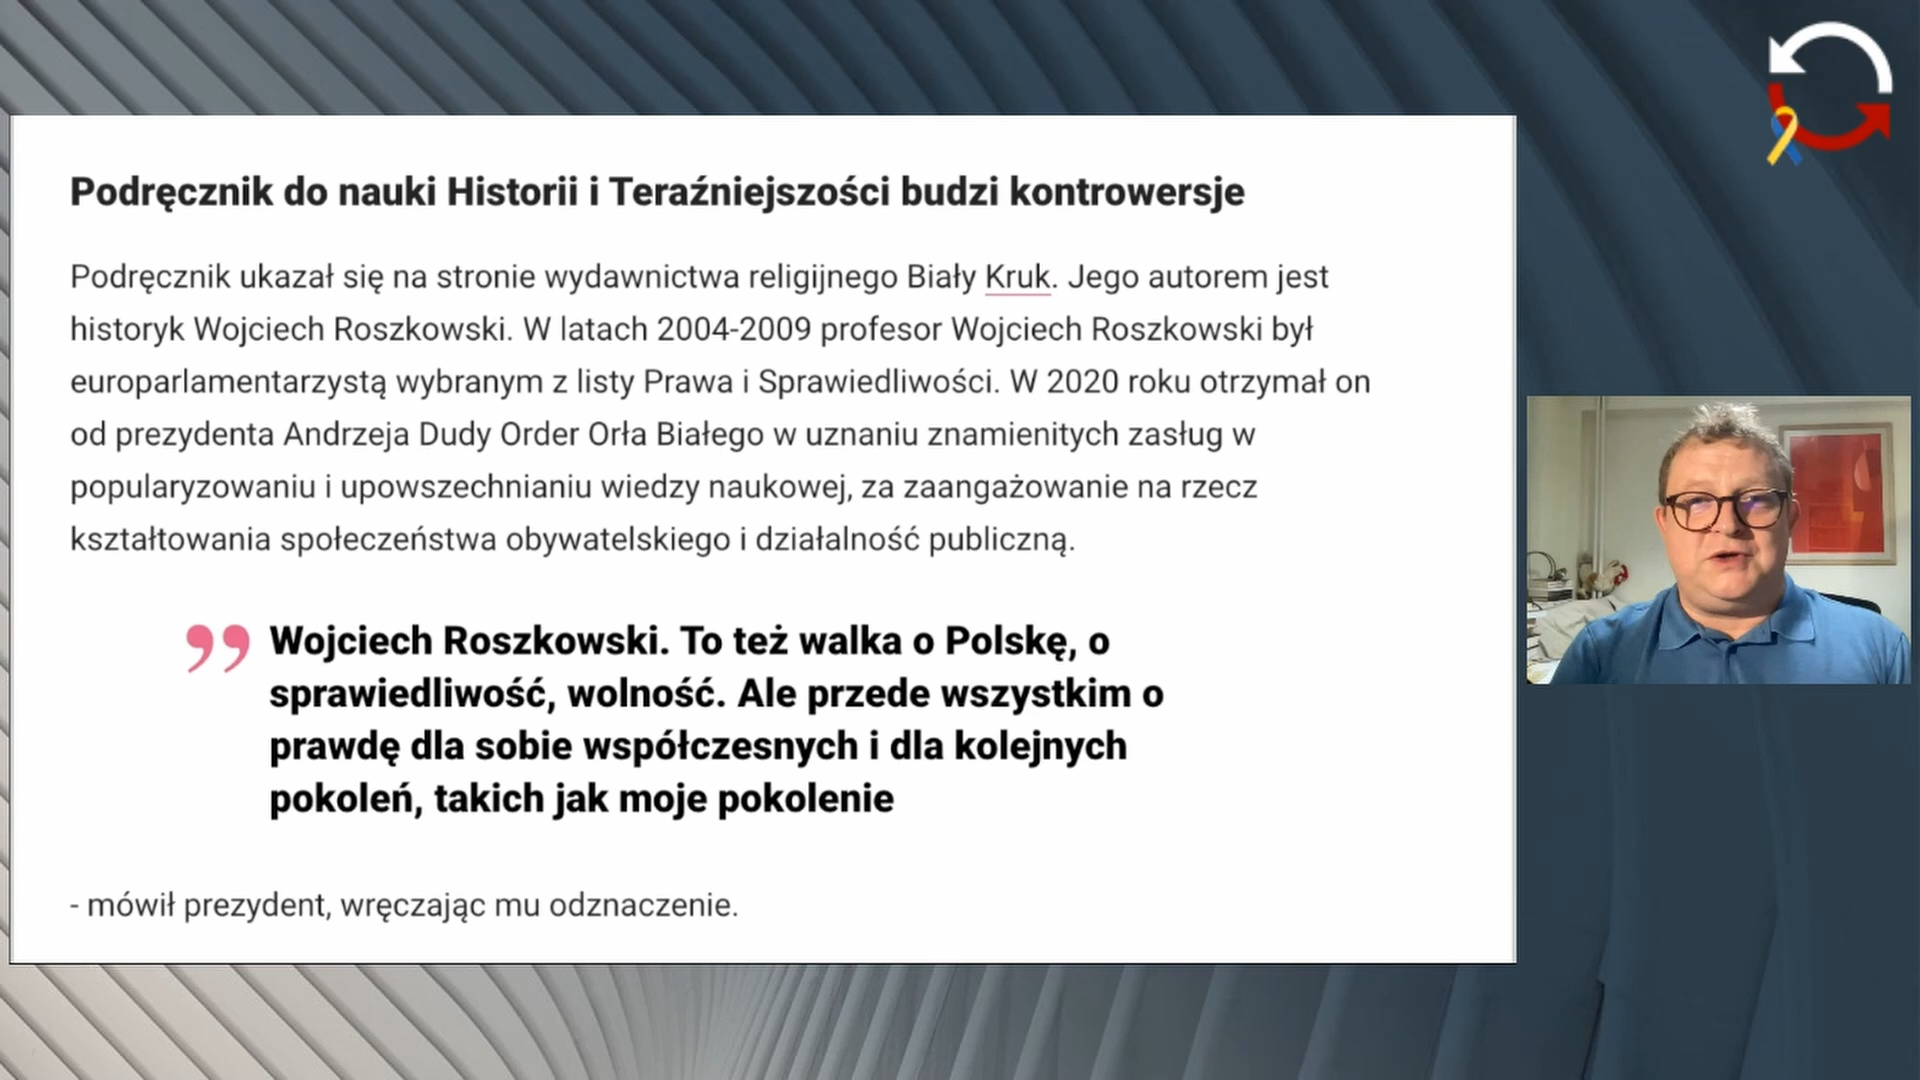 Podręcznik do nauki Historii i Teraźniejszości budzi kontrowersje
Podręcznik ukazał się na stronie wydawnictwa religijnego Biały Kruk. Jego autorem jest
historyk Wojciech Roszkowski. W latach 2004-2009 profesor Wojciech Roszkowski był
europarlamentarzystą wybranym z listy Prawa i Sprawiedliwości. W 2020 roku otrzymał on
od prezydenta Andrzeja Dudy Order Orła Białego w uznaniu znamienitych zasług w
popularyzowaniu i upowszechnianiu wiedzy naukowej, za zaangażowanie na rzecz
kształtowania społeczeństwa obywatelskiego i działalność publiczną.
” Wojciech Roszkowski. To też walka o Polskę, o
sprawiedliwość, wolność. Ale przede wszystkim o
prawdę dla sobie współczesnych i dla kolejnych
pokoleń, takich jak moje pokolenie
- mówił prezydent, wręczając mu odznaczenie.